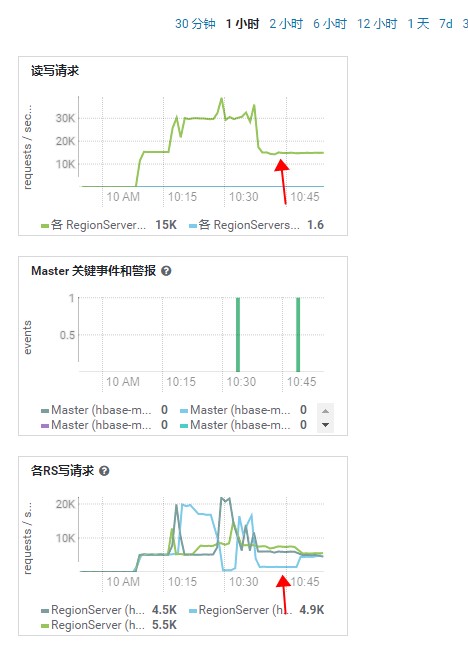 30 分钟 1 小时 2 小时 6 小时 12 小时 1 天 7d 3
读写请求
requests / sec...
30K
20K
10K
10 AM 10:15 10:30 10:45
各 RegionServer... 15K 各 RegionServers... 1.6
Master 关键事件和警报 ?
events
1
0.5
10 AM 10:15 10:30 10:45
Master (hbase-m... 0 Master (hbase-m... 0
Master (hbase-m... 0 Master (hbase-m... 0
各RS写请求 ?
requests / s...
20K
10K
10 AM 10:15 10:30 10:45
RegionServer (h... 4.5K RegionServer (h... 4.9K
RegionServer (h... 5.5K